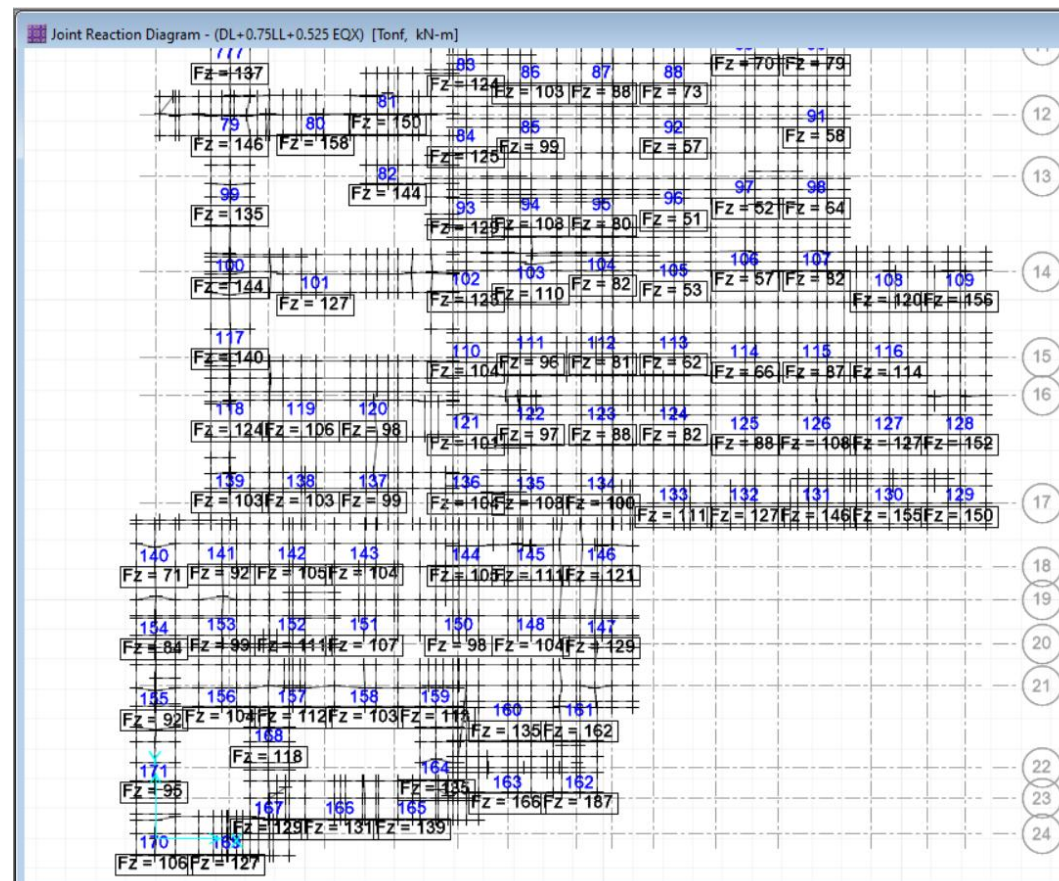 Joint Reaction Diagram - (DL+0.75LL+0.525 EQX) [Tonf, kN-m]
777
Fz = 137
83
Fz = 124
86
Fz = 103
87
Fz = 88
88
Fz = 73
Fz = 70
Fz = 79
79
Fz = 146
80
Fz = 158
81
Fz = 150
84
Fz = 125
85
Fz = 99
92
Fz = 57
91
Fz = 58
12
82
Fz = 144
13
99
Fz = 135
93
Fz = 129
94
Fz = 108
95
Fz = 80
96
Fz = 51
97
Fz = 52
98
Fz = 64
100
Fz = 144
101
Fz = 127
102
103
Fz = 110
104
Fz = 82
105
Fz = 53
106
Fz = 57
107
Fz = 82
108
Fz = 120
109
Fz = 156
14
117
Fz = 140
110
Fz = 104
111
Fz = 96
112
Fz = 81
113
Fz = 62
114
Fz = 66
115
Fz = 87
116
Fz = 114
15
16
118
Fz = 124
119
Fz = 106
120
Fz = 98
121
Fz = 101
122
Fz = 97
123
Fz = 88
124
Fz = 82
125
Fz = 88
126
Fz = 108
127
Fz = 127
128
Fz = 152
139
Fz = 103
138
Fz = 103
137
Fz = 99
136
Fz = 104
135
Fz = 103
134
Fz = 100
133
Fz = 111
132
Fz = 127
131
Fz = 146
130
Fz = 155
129
Fz = 150
17
140
Fz = 71
141
Fz = 92
142
Fz = 105
143
Fz = 104
144
Fz = 105
145
Fz = 111
146
Fz = 121
18
19
154
Fz = 84
153
Fz = 99
152
Fz = 111
151
Fz = 107
150
Fz = 98
148
Fz = 104
147
Fz = 129
20
155
Fz = 92
156
Fz = 104
157
Fz = 112
158
Fz = 103
159
Fz = 118
160
Fz = 135
161
Fz = 162
21
168
Fz = 118
171
Fz = 95
164
Fz = 135
163
Fz = 166
162
Fz = 187
22
23
167
Fz = 129
166
Fz = 131
165
Fz = 139
24
170
Fz = 106
169
Fz = 127